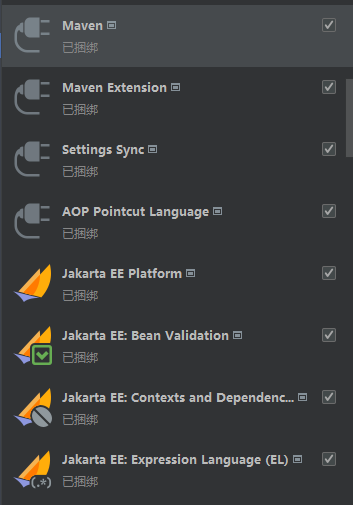 Maven
已捆绑
Maven Extension
已捆绑
Settings Sync
已捆绑
AOP Pointcut Language
已捆绑
Jakarta EE Platform
已捆绑
Jakarta EE: Bean Validation
已捆绑
Jakarta EE: Contexts and Dependenc...
已捆绑
Jakarta EE: Expression Language (EL)
(.*) 已捆绑